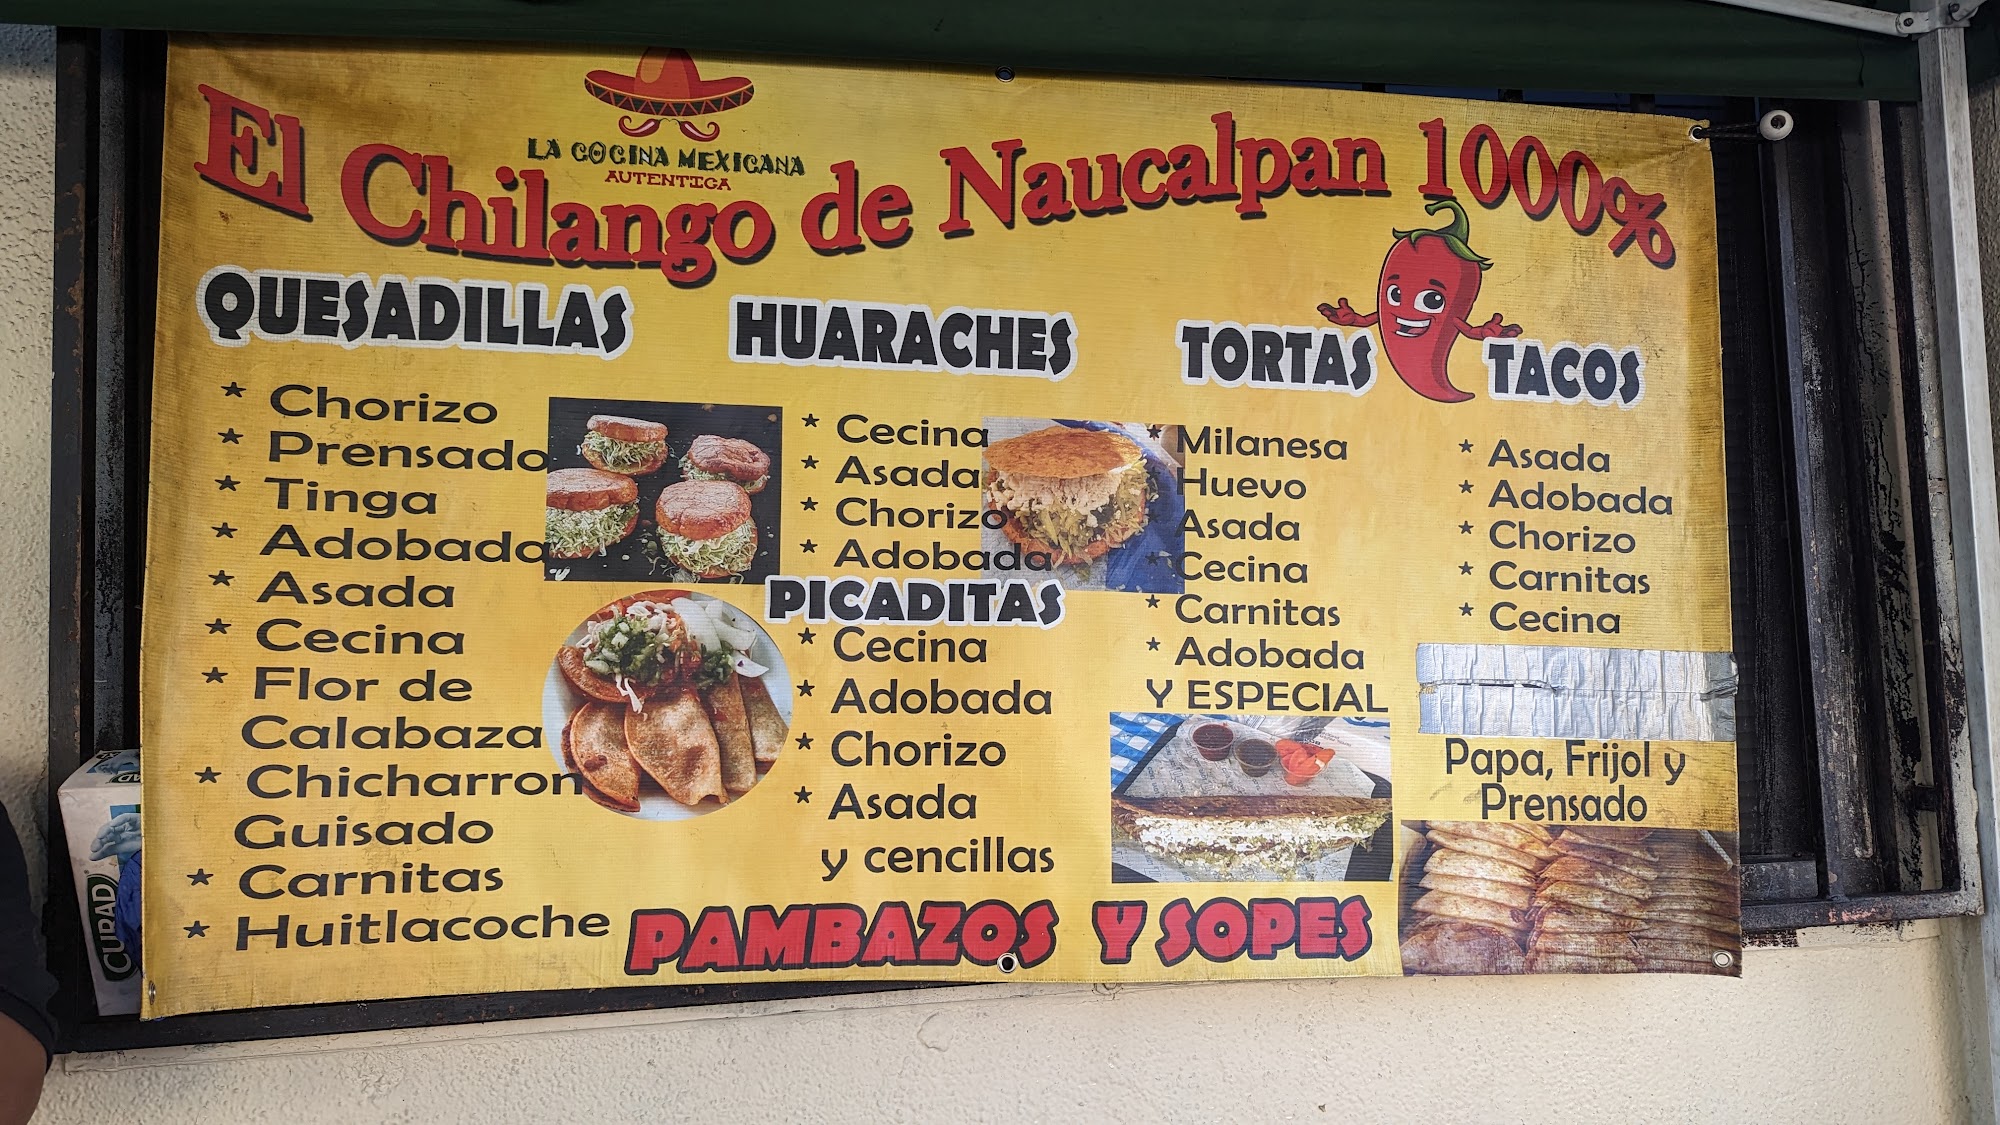 LA COCINA MEXICANA
AUTENTICA
El Chilango de Naucalpan 1000%
QUESADILLAS
* Chorizo
* Prensado
* Tinga
* Adobada
* Asada
* Cecina
* Flor de
Calabaza
* Chicharron
Guisado
* Carnitas
* Huitlacoche
HUARACHES
* Cecina
* Asada
* Chorizo
* Adobada
PICADITAS
* Cecina
* Adobada
* Chorizo
* Asada
y cencillas
TORTAS
* Milanesa
* Huevo
* Asada
* Cecina
* Carnitas
* Adobada
Y ESPECIAL
TACOS
* Asada
* Adobada
* Chorizo
* Carnitas
* Cecina
Papa, Frijol y
Prensado
PAMBAZOS Y SOPES
CURAD